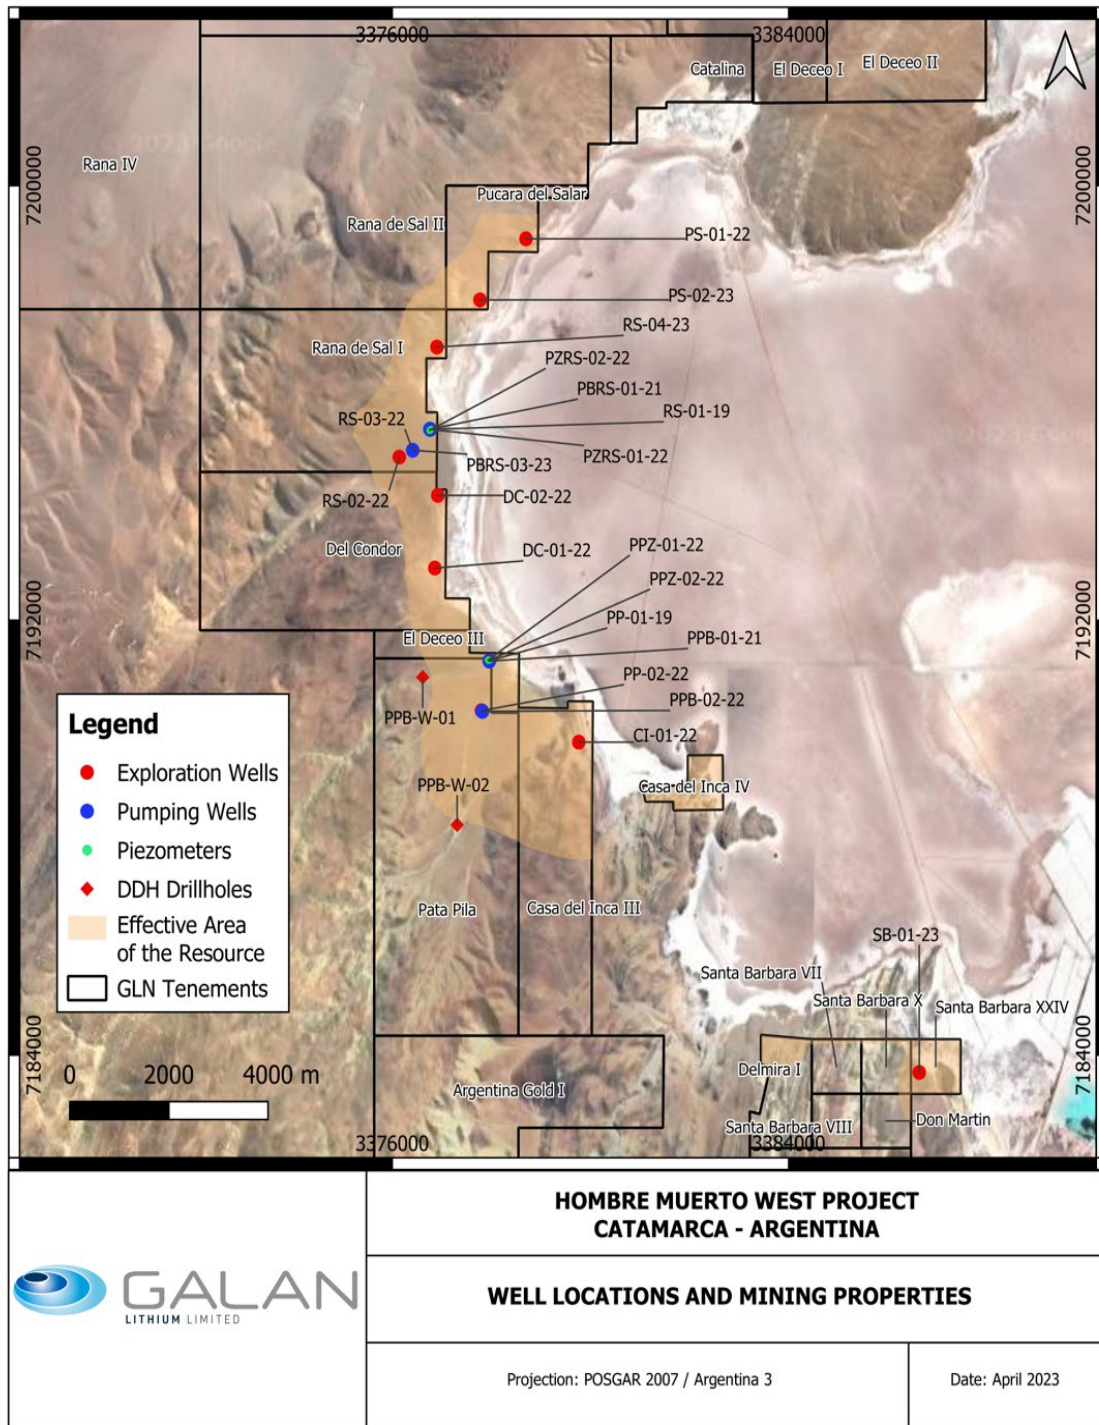 3376000
3384000
Catalina
El Deceo I
El Deceo II
Rana IV
7200000
7200000
Pucara del Salar
Rana de Sal II
PS-01-22
PS-02-23
RS-04-23
Rana de Sal I
PZRS-02-22
PBRS-01-21
RS-03-22
RS-01-19
PZRS-01-22
PBRS-03-23
RS-02-22
DC-02-22
Del Condor
DC-01-22
PPZ-01-22
PPZ-02-22
PP-01-19
7192000
7192000
El Deceo III
PPB-01-21
PP-02-22
PPB-02-22
PPB-W-01
CI-01-22
PPB-W-02
Casa del Inca IV
Legend
Exploration Wells
Pumping Wells
Piezometers
DDH Drillholes
Effective Area
of the Resource
GLN Tenements
Pata Pila
Casa del Inca III
SB-01-23
Santa Barbara VII
Santa Barbara X
Santa Barbara XXIV
7184000
7184000
0 2000 4000 m
Argentina Gold I
Delmira I
Santa Barbara VIII
Don Martin
3376000
3384000
HOMBRE MUERTO WEST PROJECT
CATAMARCA - ARGENTINA
GALAN
LITHIUM LIMITED
WELL LOCATIONS AND MINING PROPERTIES
Projection: POSGAR 2007 / Argentina 3
Date: April 2023